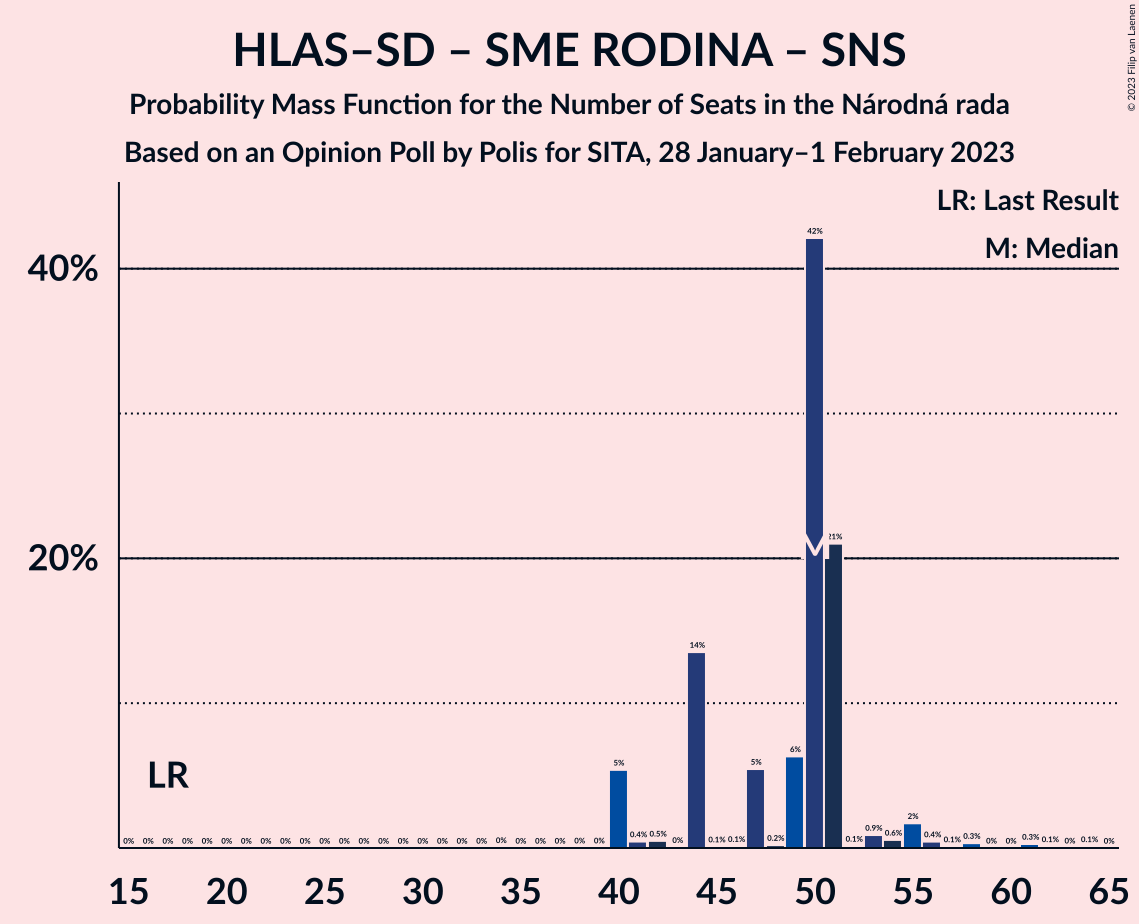 HLAS–SD – SME RODINA – SNS
Probability Mass Function for the Number of Seats in the Národná rada
Based on an Opinion Poll by Polis for SITA, 28 January–1 February 2023
© 2023 Filip van Laenen
LR: Last Result
M: Median
42%
40%
21%
20%
14%
LR
5% 5% 6%
0% 0% 0% 0% 0% 0% 0% 0% 0% 0% 0% 0% 0% 0% 0% 0% 0% 0% 0% 0% 0% 0% 0% 0% 0% 0.4% 0.5% 0% 0.1% 0.1% 0.2% 0.1% 0.9% 0.6% 2% 0.4% 0.1% 0.3% 0% 0% 0.3% 0.1% 0% 0.1% 0%
15 20 25 30 35 40 45 50 55 60 65